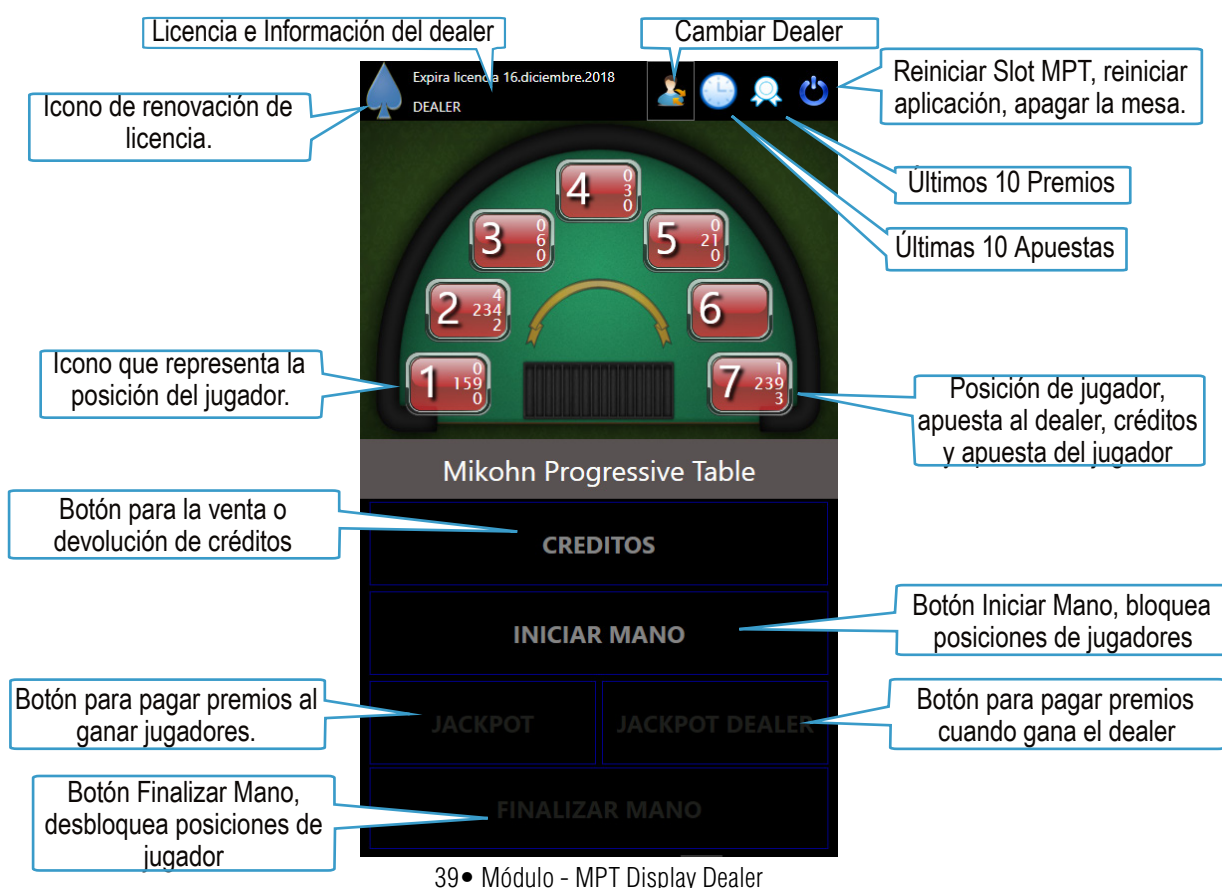 Licencia e Información del dealer
Cambiar Dealer
Expira licencia 16.diciembre.2018
DEALER
Reiniciar Slot MPT, reiniciar
aplicación, apagar la mesa.
Icono de renovación de
licencia.
Últimos 10 Premios
Últimas 10 Apuestas
4
0
3
0
3
0
6
0
5
0
21
0
2
4
234
2
6
1
0
159
0
7
1
239
3
Icono que representa la
posición del jugador.
Posición de jugador,
apuesta al dealer, créditos
y apuesta del jugador
Mikohn Progressive Table
Botón para la venta o
devolución de créditos
CREDITOS
Botón Iniciar Mano, bloquea
posiciones de jugadores
INICIAR MANO
Botón para pagar premios al
ganar jugadores.
JACKPOT
JACKPOT DEALER
Botón para pagar premios
cuando gana el dealer
Botón Finalizar Mano,
desbloquea posiciones de
jugador
FINALIZAR MANO
39• Módulo - MPT Display Dealer